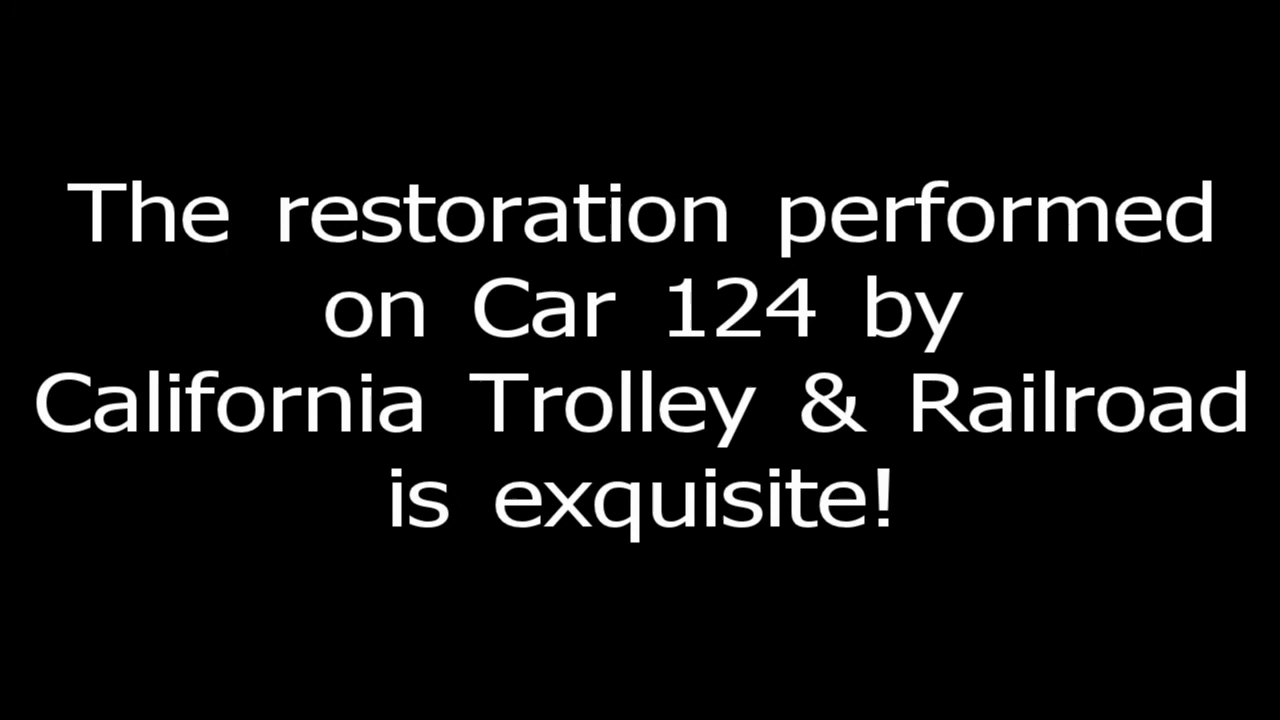 The restoration performed
on Car 124 by
California Trolley & Railroad
is exquisite!